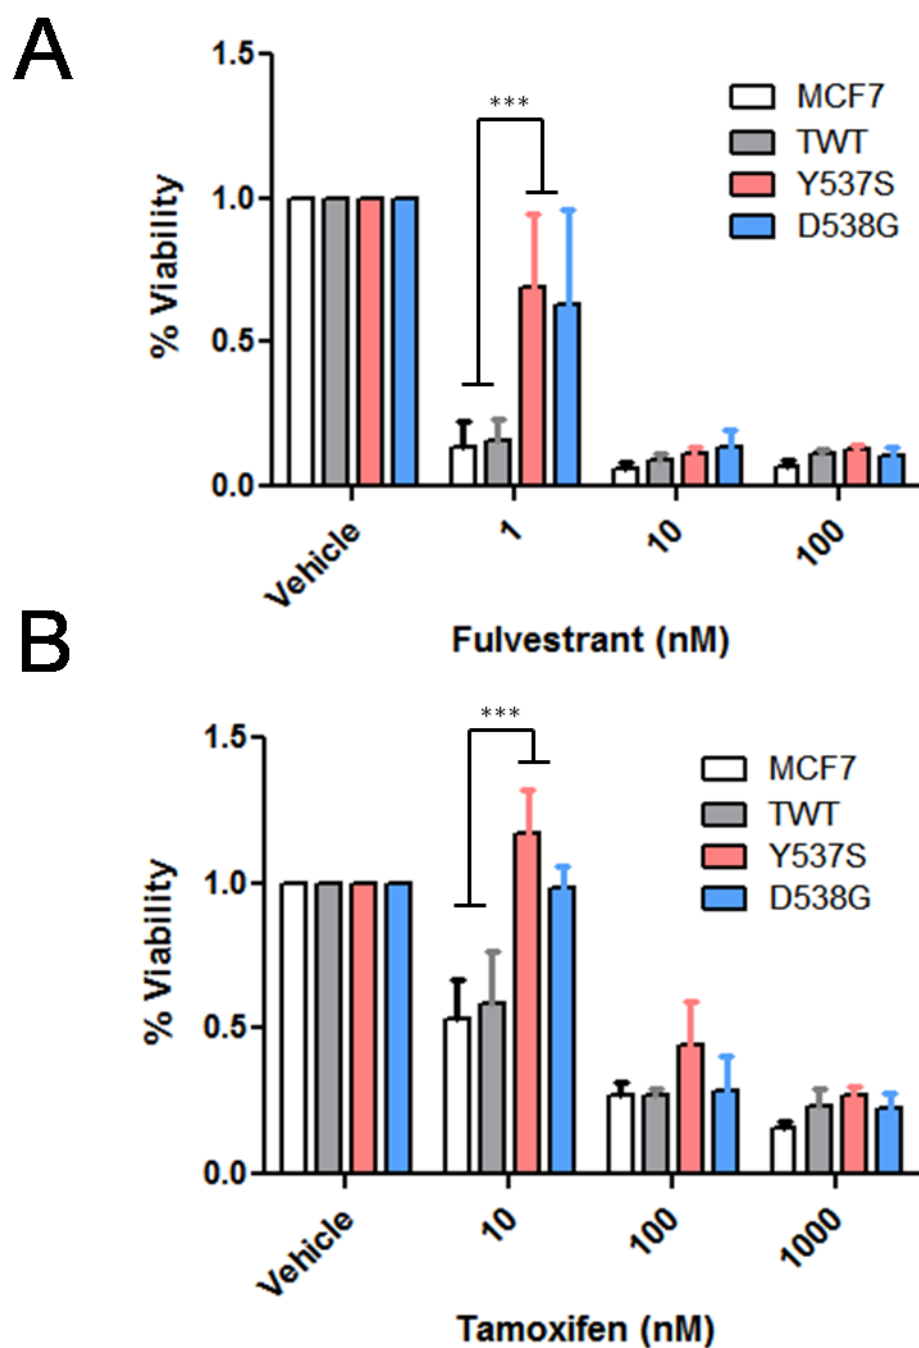 A
1.5
1.0
0.5
0.0
% Viability
***
MCF7
TWT
Y537S
D538G
Vehicle
1
10
100
Fulvestrant (nM)
B
1.5
1.0
0.5
0.0
% Viability
***
MCF7
TWT
Y537S
D538G
Vehicle
10
100
1000
Tamoxifen (nM)